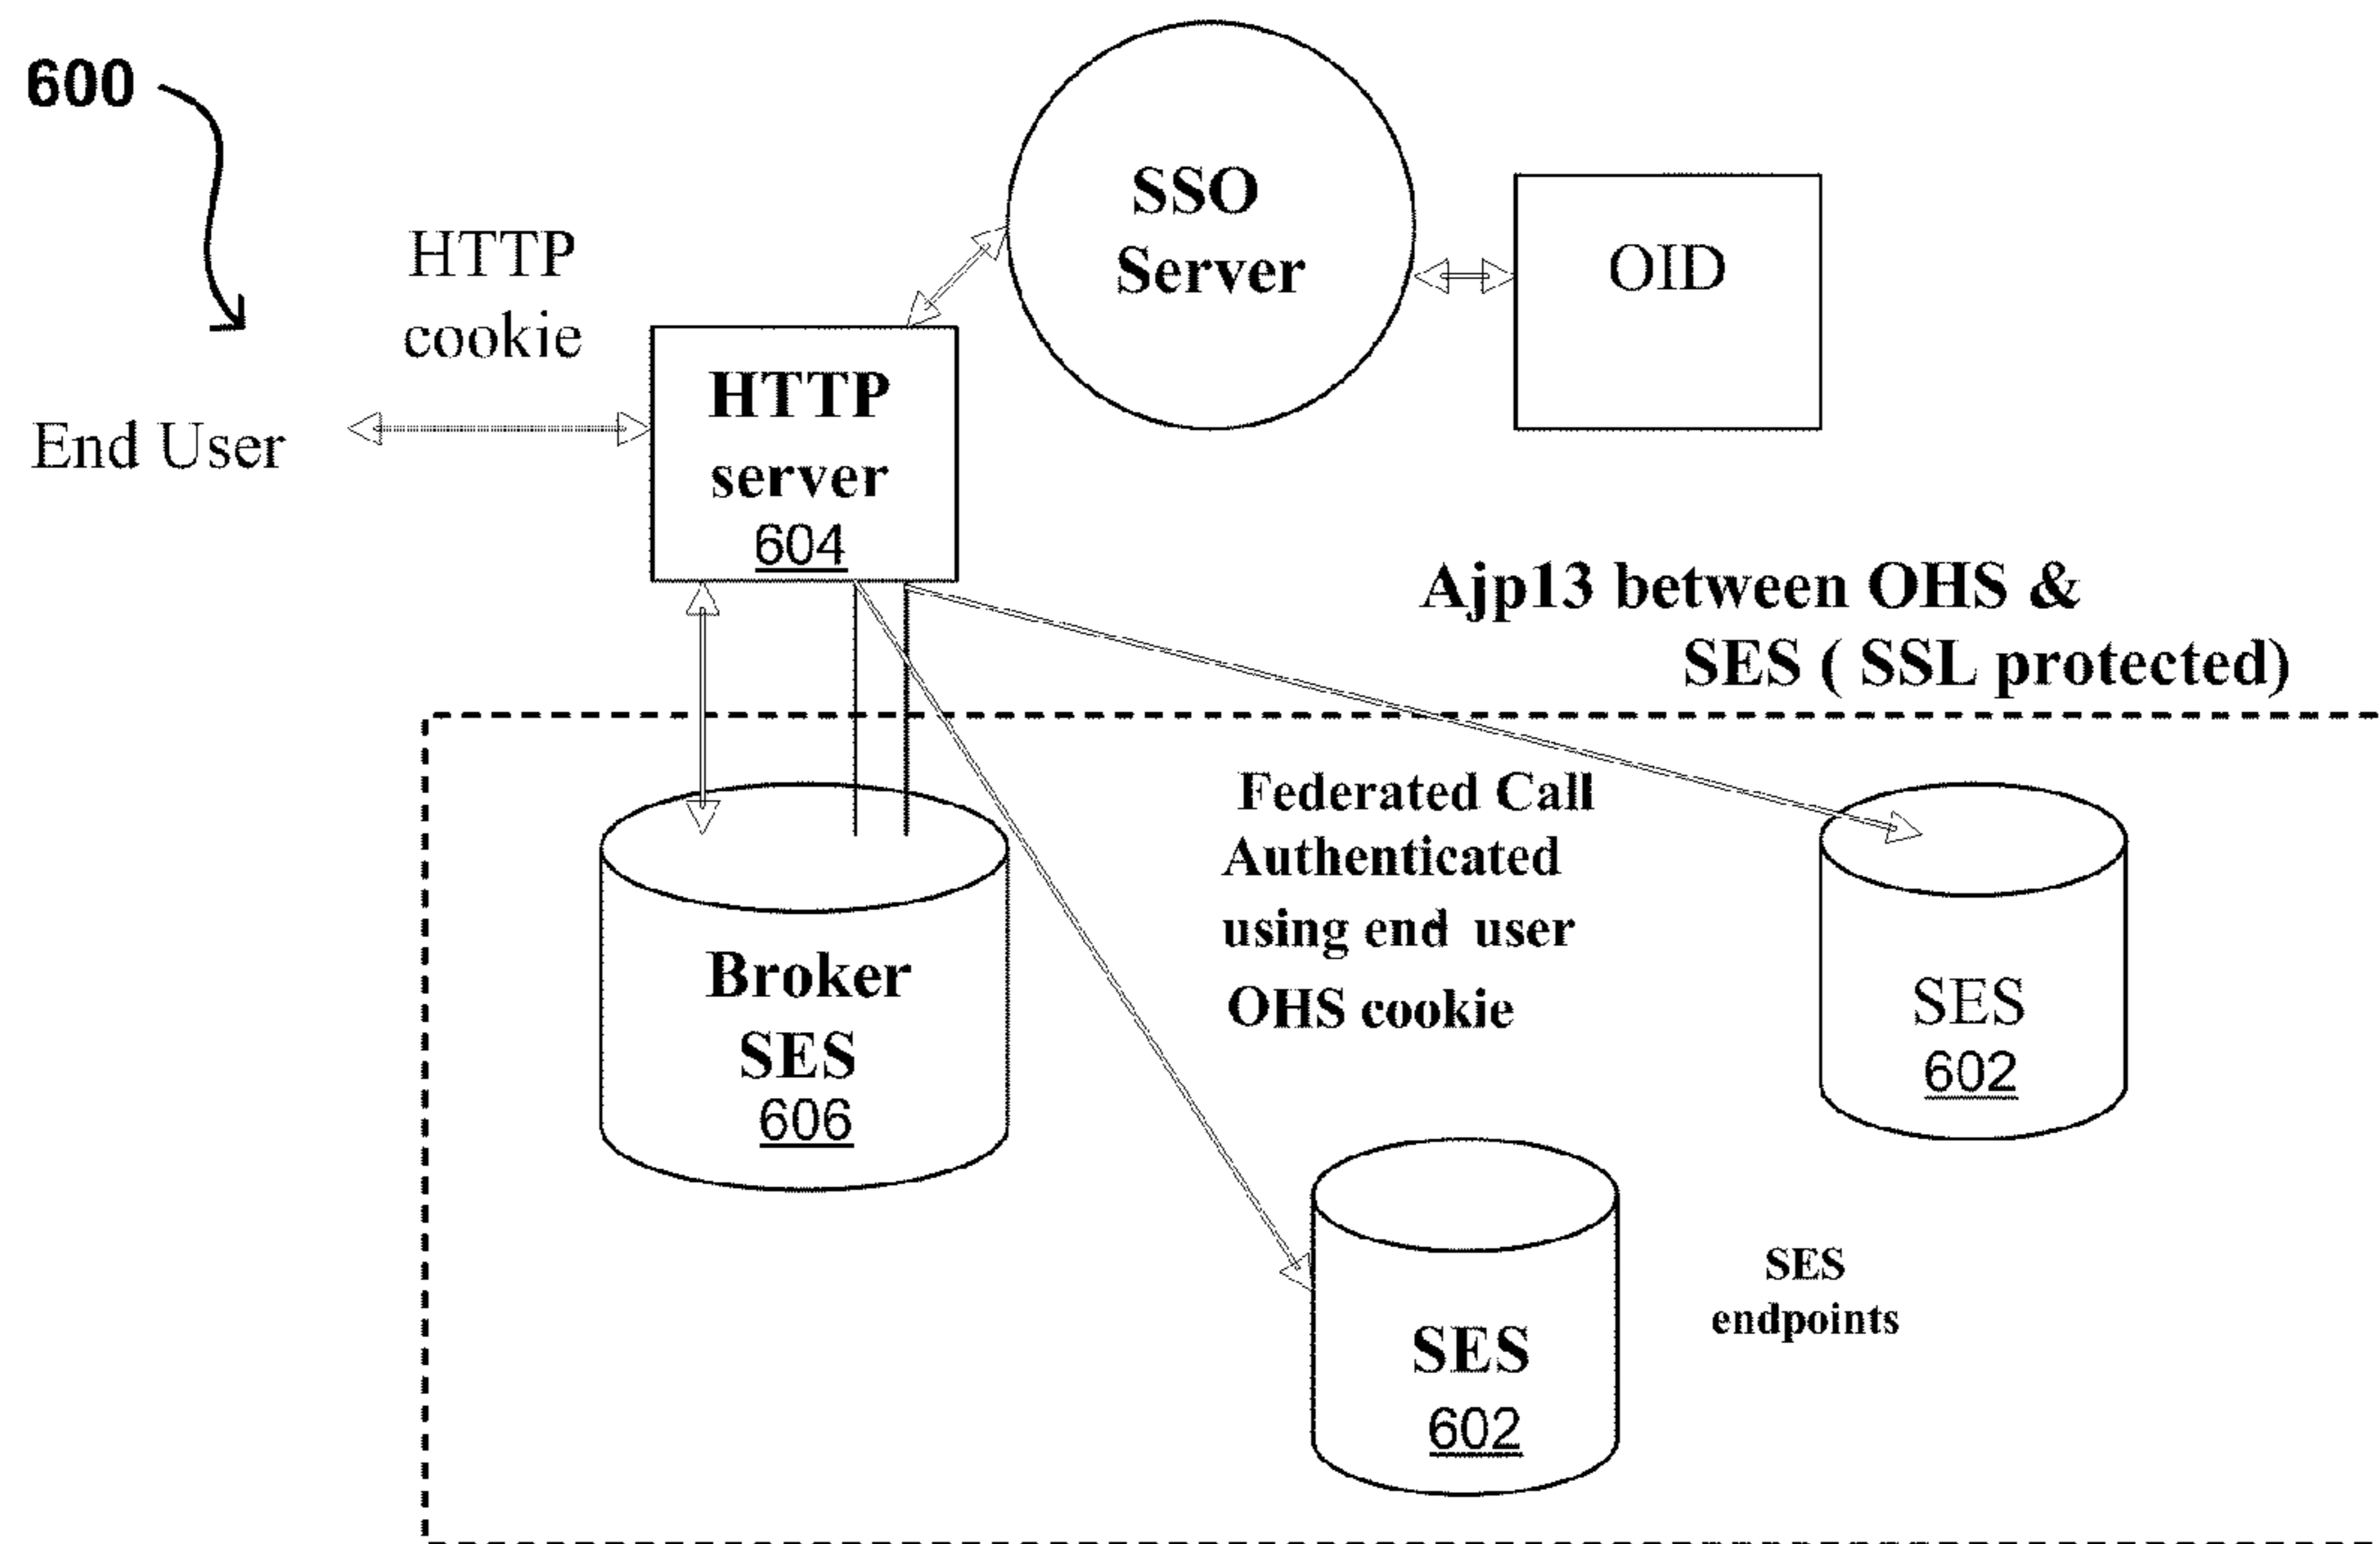 600
HTTP
cookie
End User
SSO
Server
OID
HTTP
server
604
Ajp13 between OHS &
SES ( SSL protected)
Federated Call
Authenticated
using end user
OHS cookie
Broker
SES
606
SES
602
SES
endpoints
SES
602